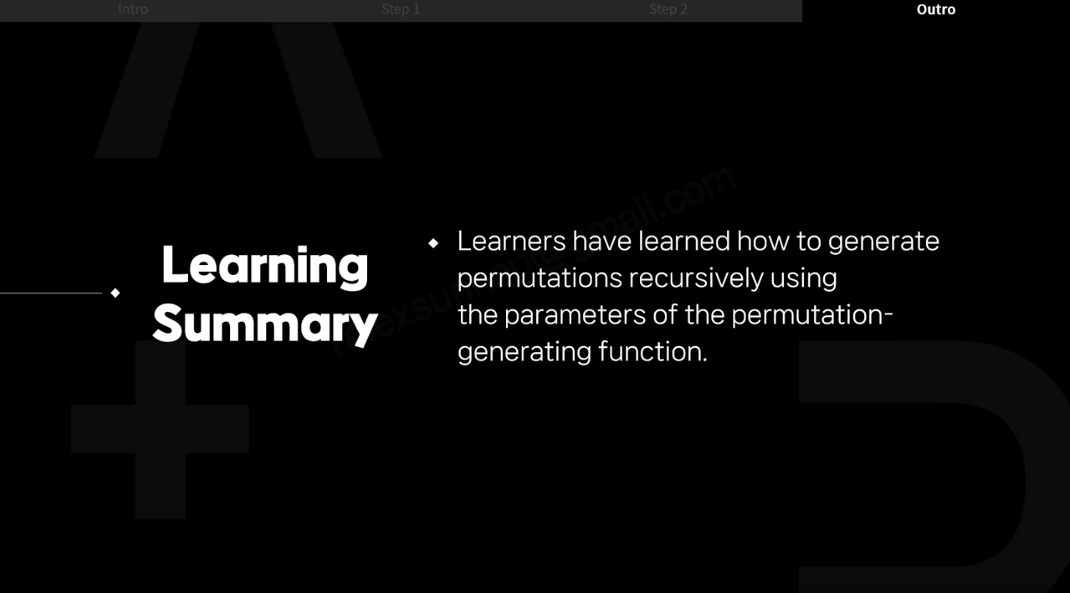 Intro
Step 1
Step 2
Outro
Learning
Summary
Learners have learned how to generate
permutations recursively using
the parameters of the permutation-
generating function.